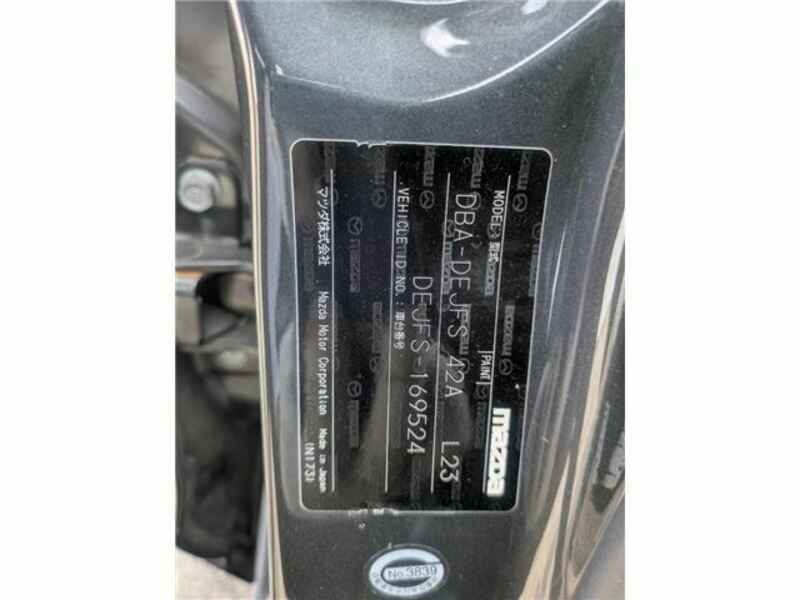 mazda
MODEL:型式
PAINT
DBA-DEJFS 42A L23
VEHICLE ID NO.:車台番号
DEJFS-169524
マツダ株式会社 Mazda Motor Corporation Made in Japan
(N173)
No.3839